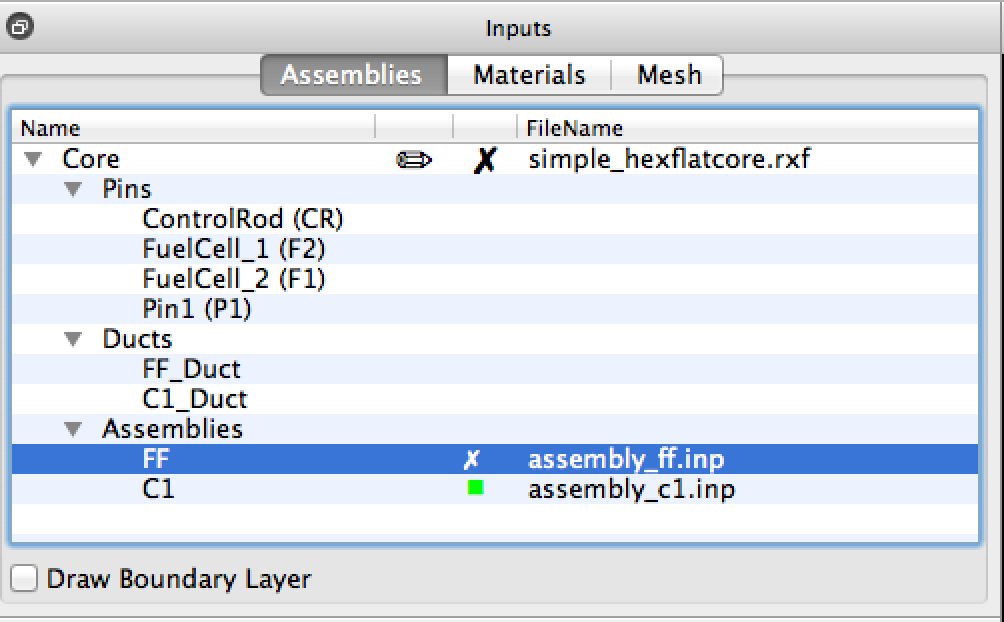 Inputs
Assemblies Materials Mesh
Name FileName
Core ✏ ✗ simple_hexflatcore.rxf
Pins
ControlRod (CR)
FuelCell_1 (F2)
FuelCell_2 (F1)
Pin1 (P1)
Ducts
FF_Duct
C1_Duct
Assemblies
FF ✗ assembly_ff.inp
C1 assembly_c1.inp
Draw Boundary Layer